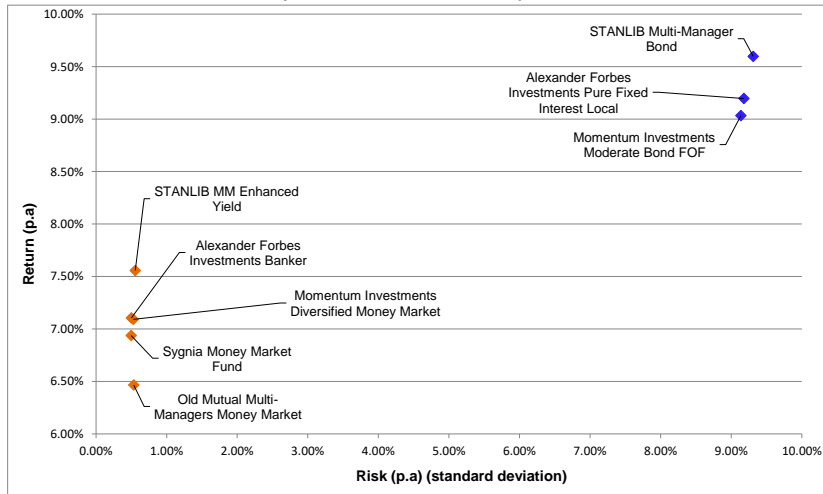 10.00%
9.50%
9.00%
8.50%
8.00%
7.50%
7.00%
6.50%
6.00%
Return (p.a)
STANLIB Multi-Manager
Bond
Alexander Forbes
Investments Pure Fixed
Interest Local
Momentum Investments
Moderate Bond FOF
STANLIB MM Enhanced
Yield
Alexander Forbes
Investments Banker
Momentum Investments
Diversified Money Market
Sygnia Money Market
Fund
Old Mutual Multi-
Managers Money Market
0.00% 1.00% 2.00% 3.00% 4.00% 5.00% 6.00% 7.00% 8.00% 9.00% 10.00%
Risk (p.a) (standard deviation)